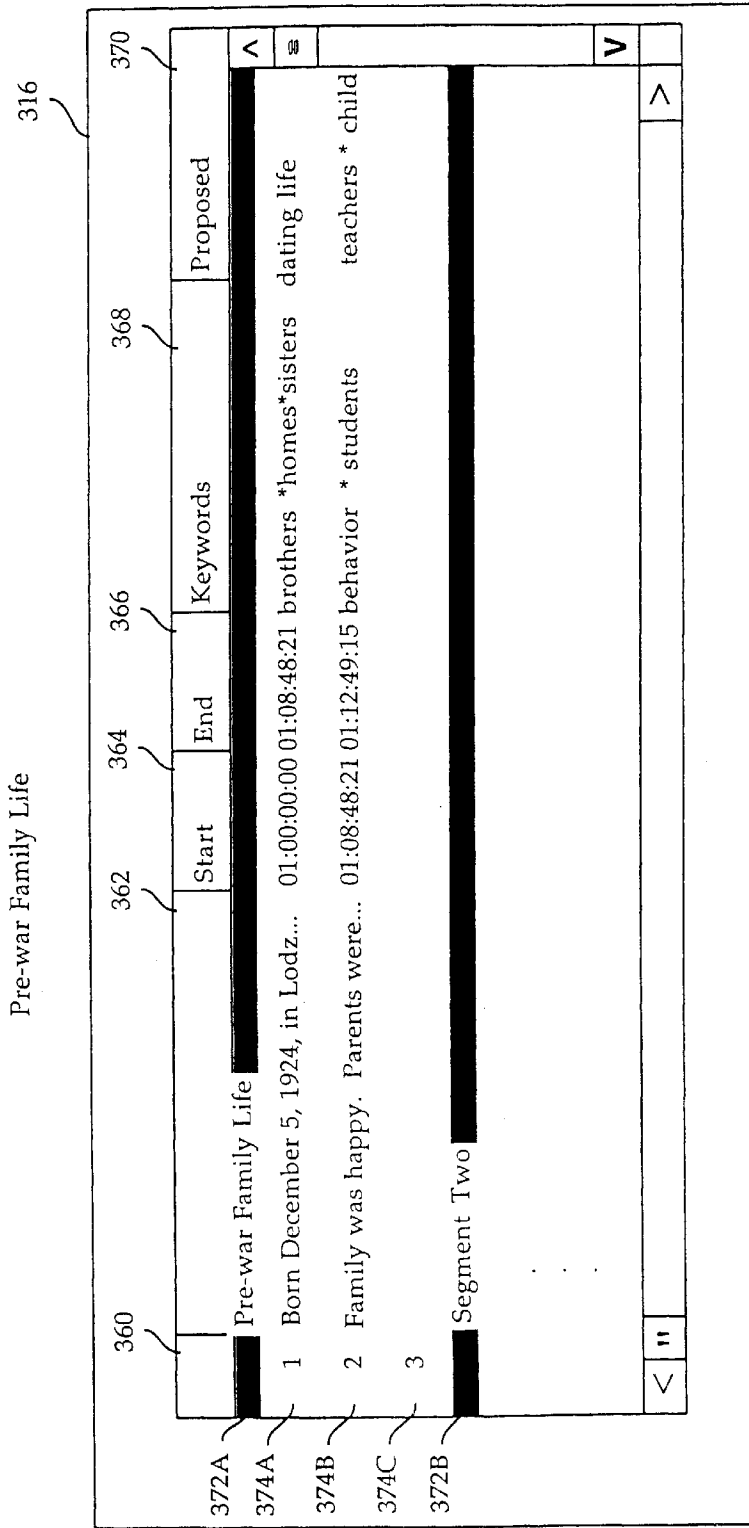 Pre-war Family Life
316
360 362 364 366 368 370
Start End Keywords Proposed
372A Pre-war Family Life
374A 1 Born December 5, 1924, in Lodz... 01:00:00:00 01:08:48:21 brothers *homes*sisters dating life
374B 2 Family was happy. Parents were... 01:08:48:21 01:12:49:15 behavior * students teachers * child
374C 3
372B Segment Two
. . .